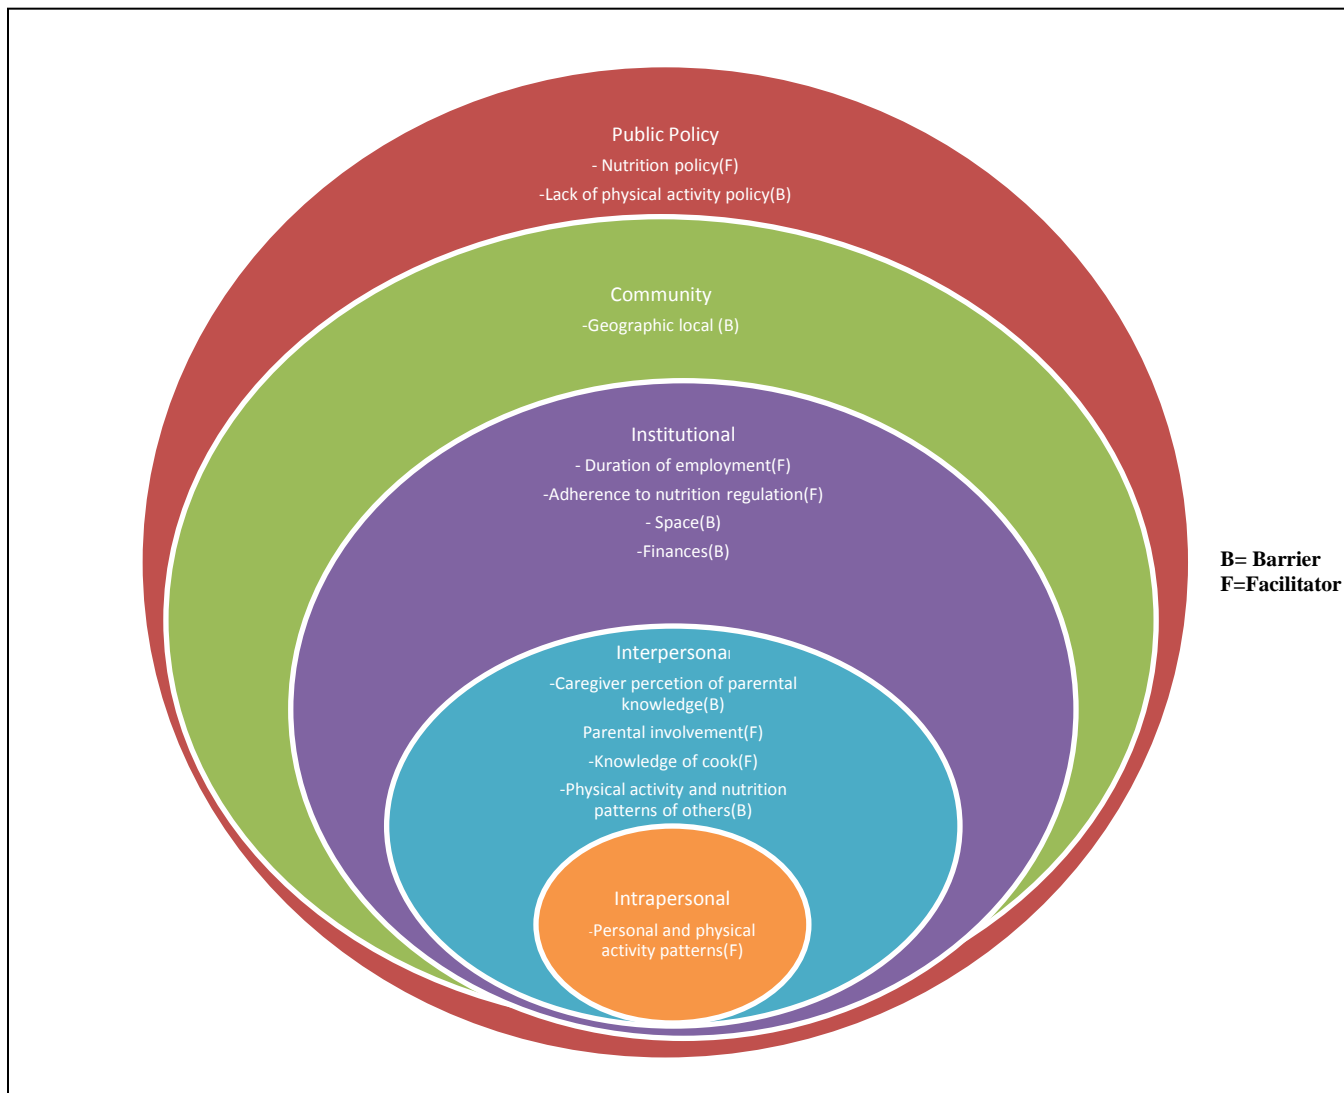 Public Policy
- Nutrition policy(F)
-Lack of physical activity policy(B)
Community
-Geographic local (B)
Institutional
- Duration of employment(F)
-Adherence to nutrition regulation(F)
- Space(B)
-Finances(B)
B= Barrier
F=Facilitator
Interpersonal
-Caregiver percetion of parerntal
knowledge(B)
Parental involvement(F)
-Knowledge of cook(F)
-Physical activity and nutrition
patterns of others(B)
Intrapersonal
-Personal and physical
activity patterns(F)